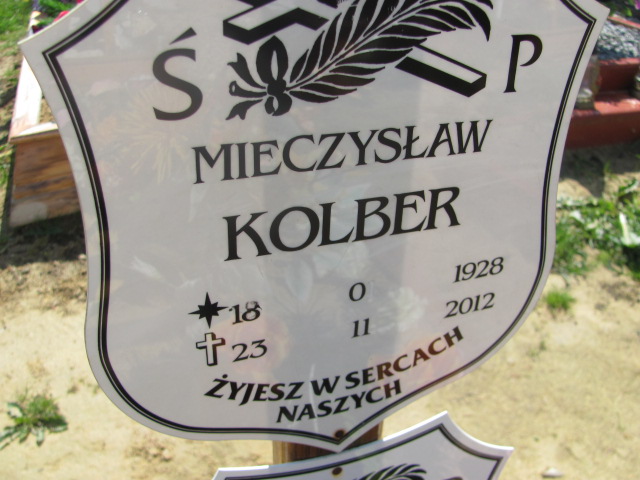 Ś P
MIECZYSŁAW
KOLBER
18 0 1928
23 11 2012
ŻYJESZ W SERCACH
NASZYCH